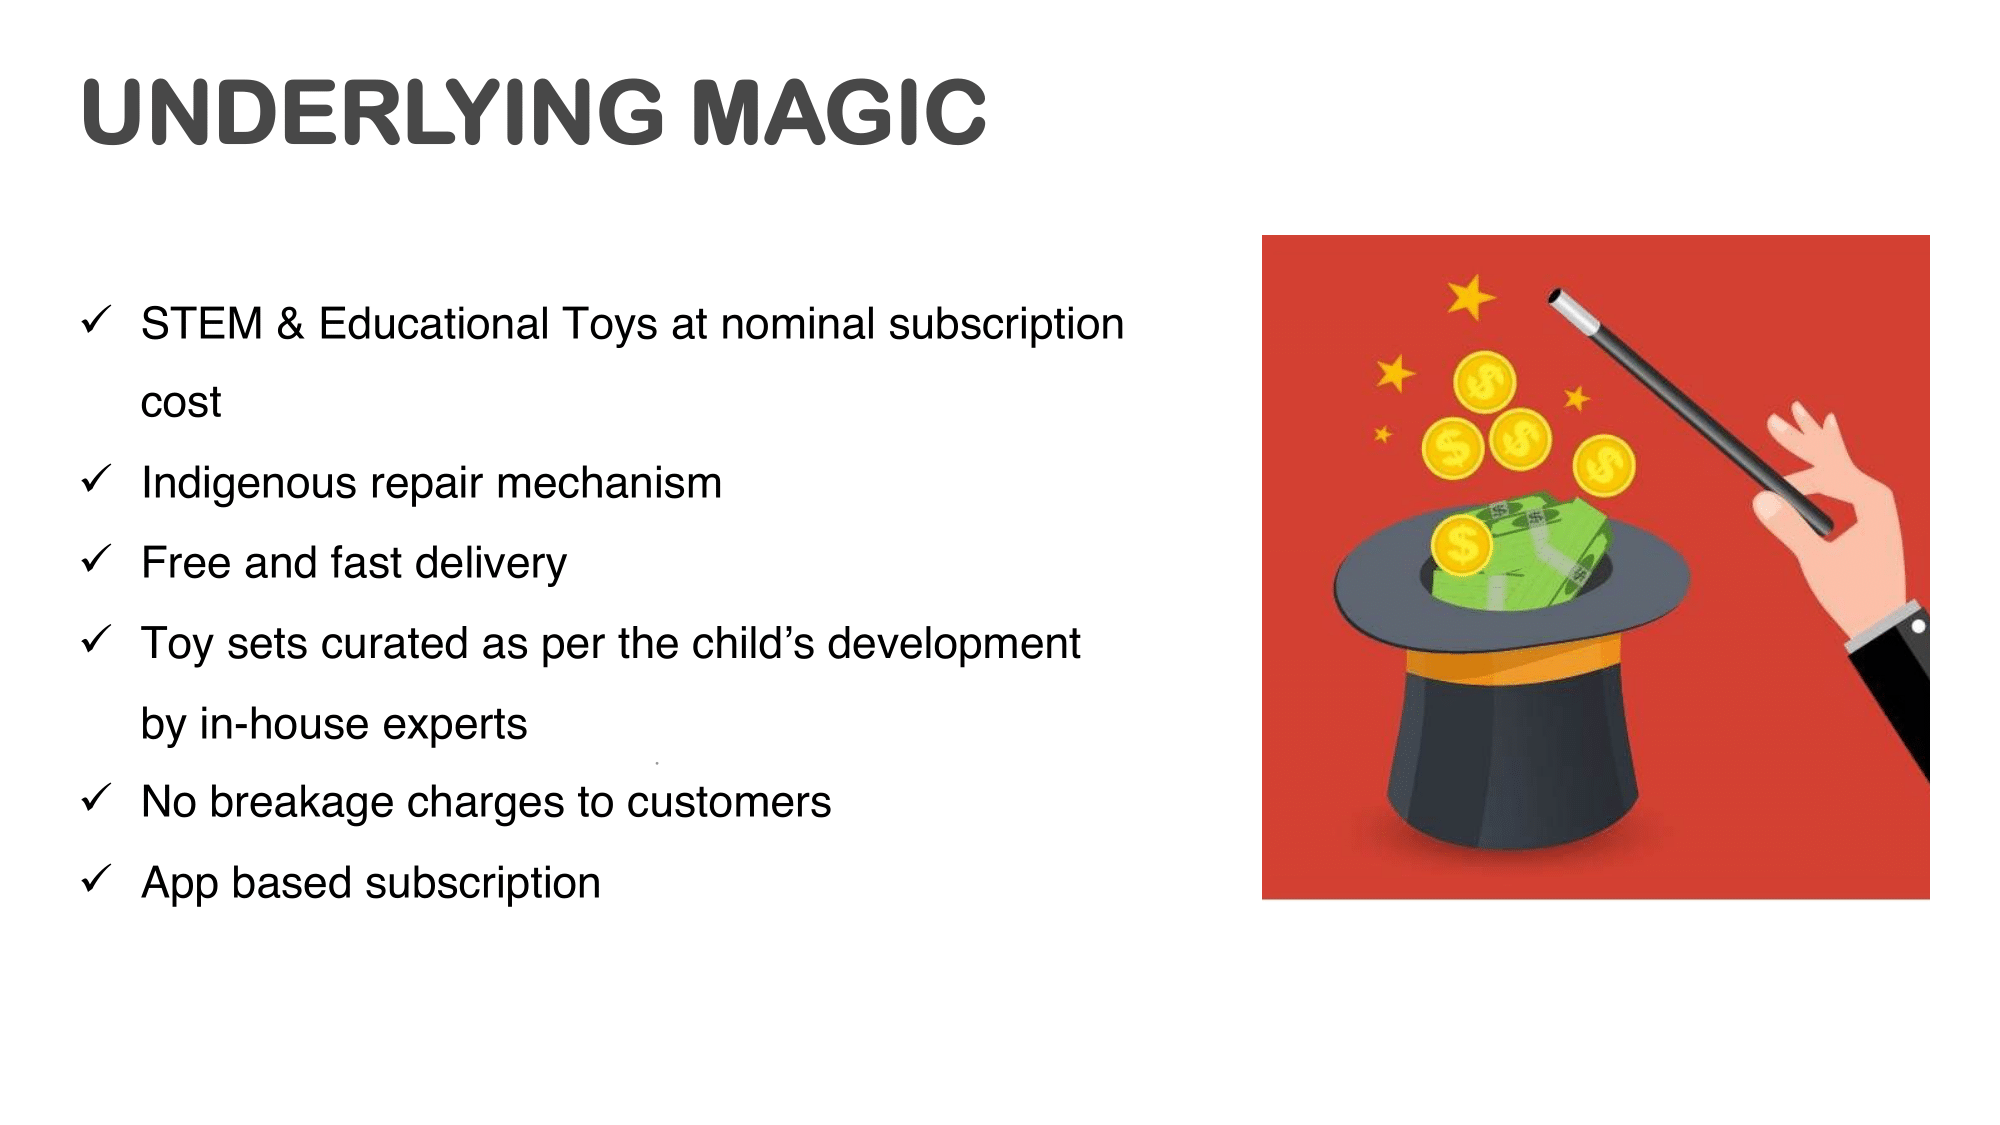 UNDERLYING MAGIC
✓ STEM & Educational Toys at nominal subscription
cost
✓ Indigenous repair mechanism
✓ Free and fast delivery
✓ Toy sets curated as per the child’s development
by in-house experts
✓ No breakage charges to customers
✓ App based subscription